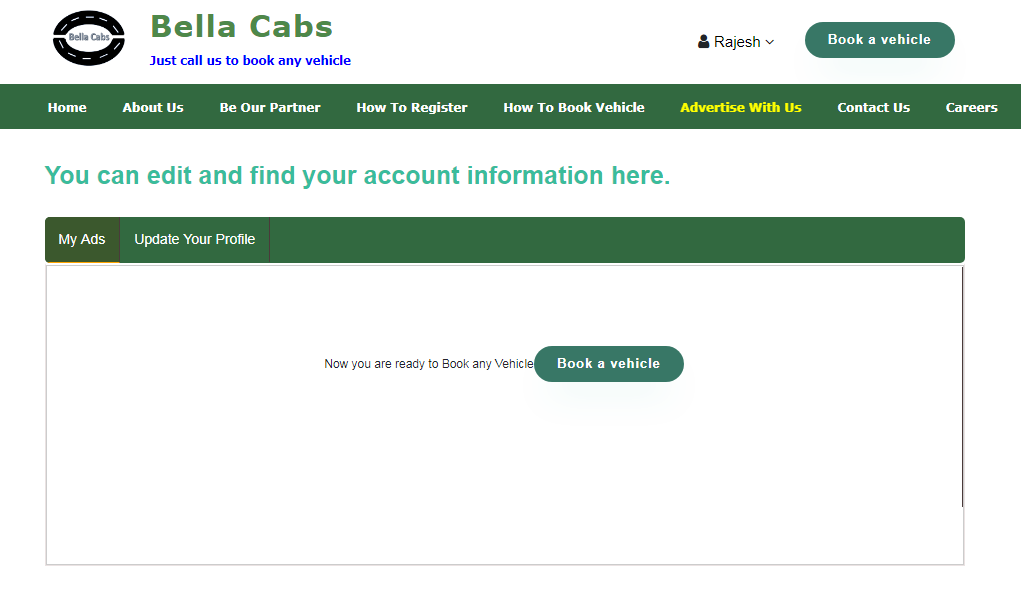 Bella Cabs
Bella Cabs
Just call us to book any vehicle
Rajesh
Book a vehicle
Home About Us Be Our Partner How To Register How To Book Vehicle Advertise With Us Contact Us Careers
You can edit and find your account information here.
My Ads Update Your Profile
Now you are ready to Book any Vehicle Book a vehicle